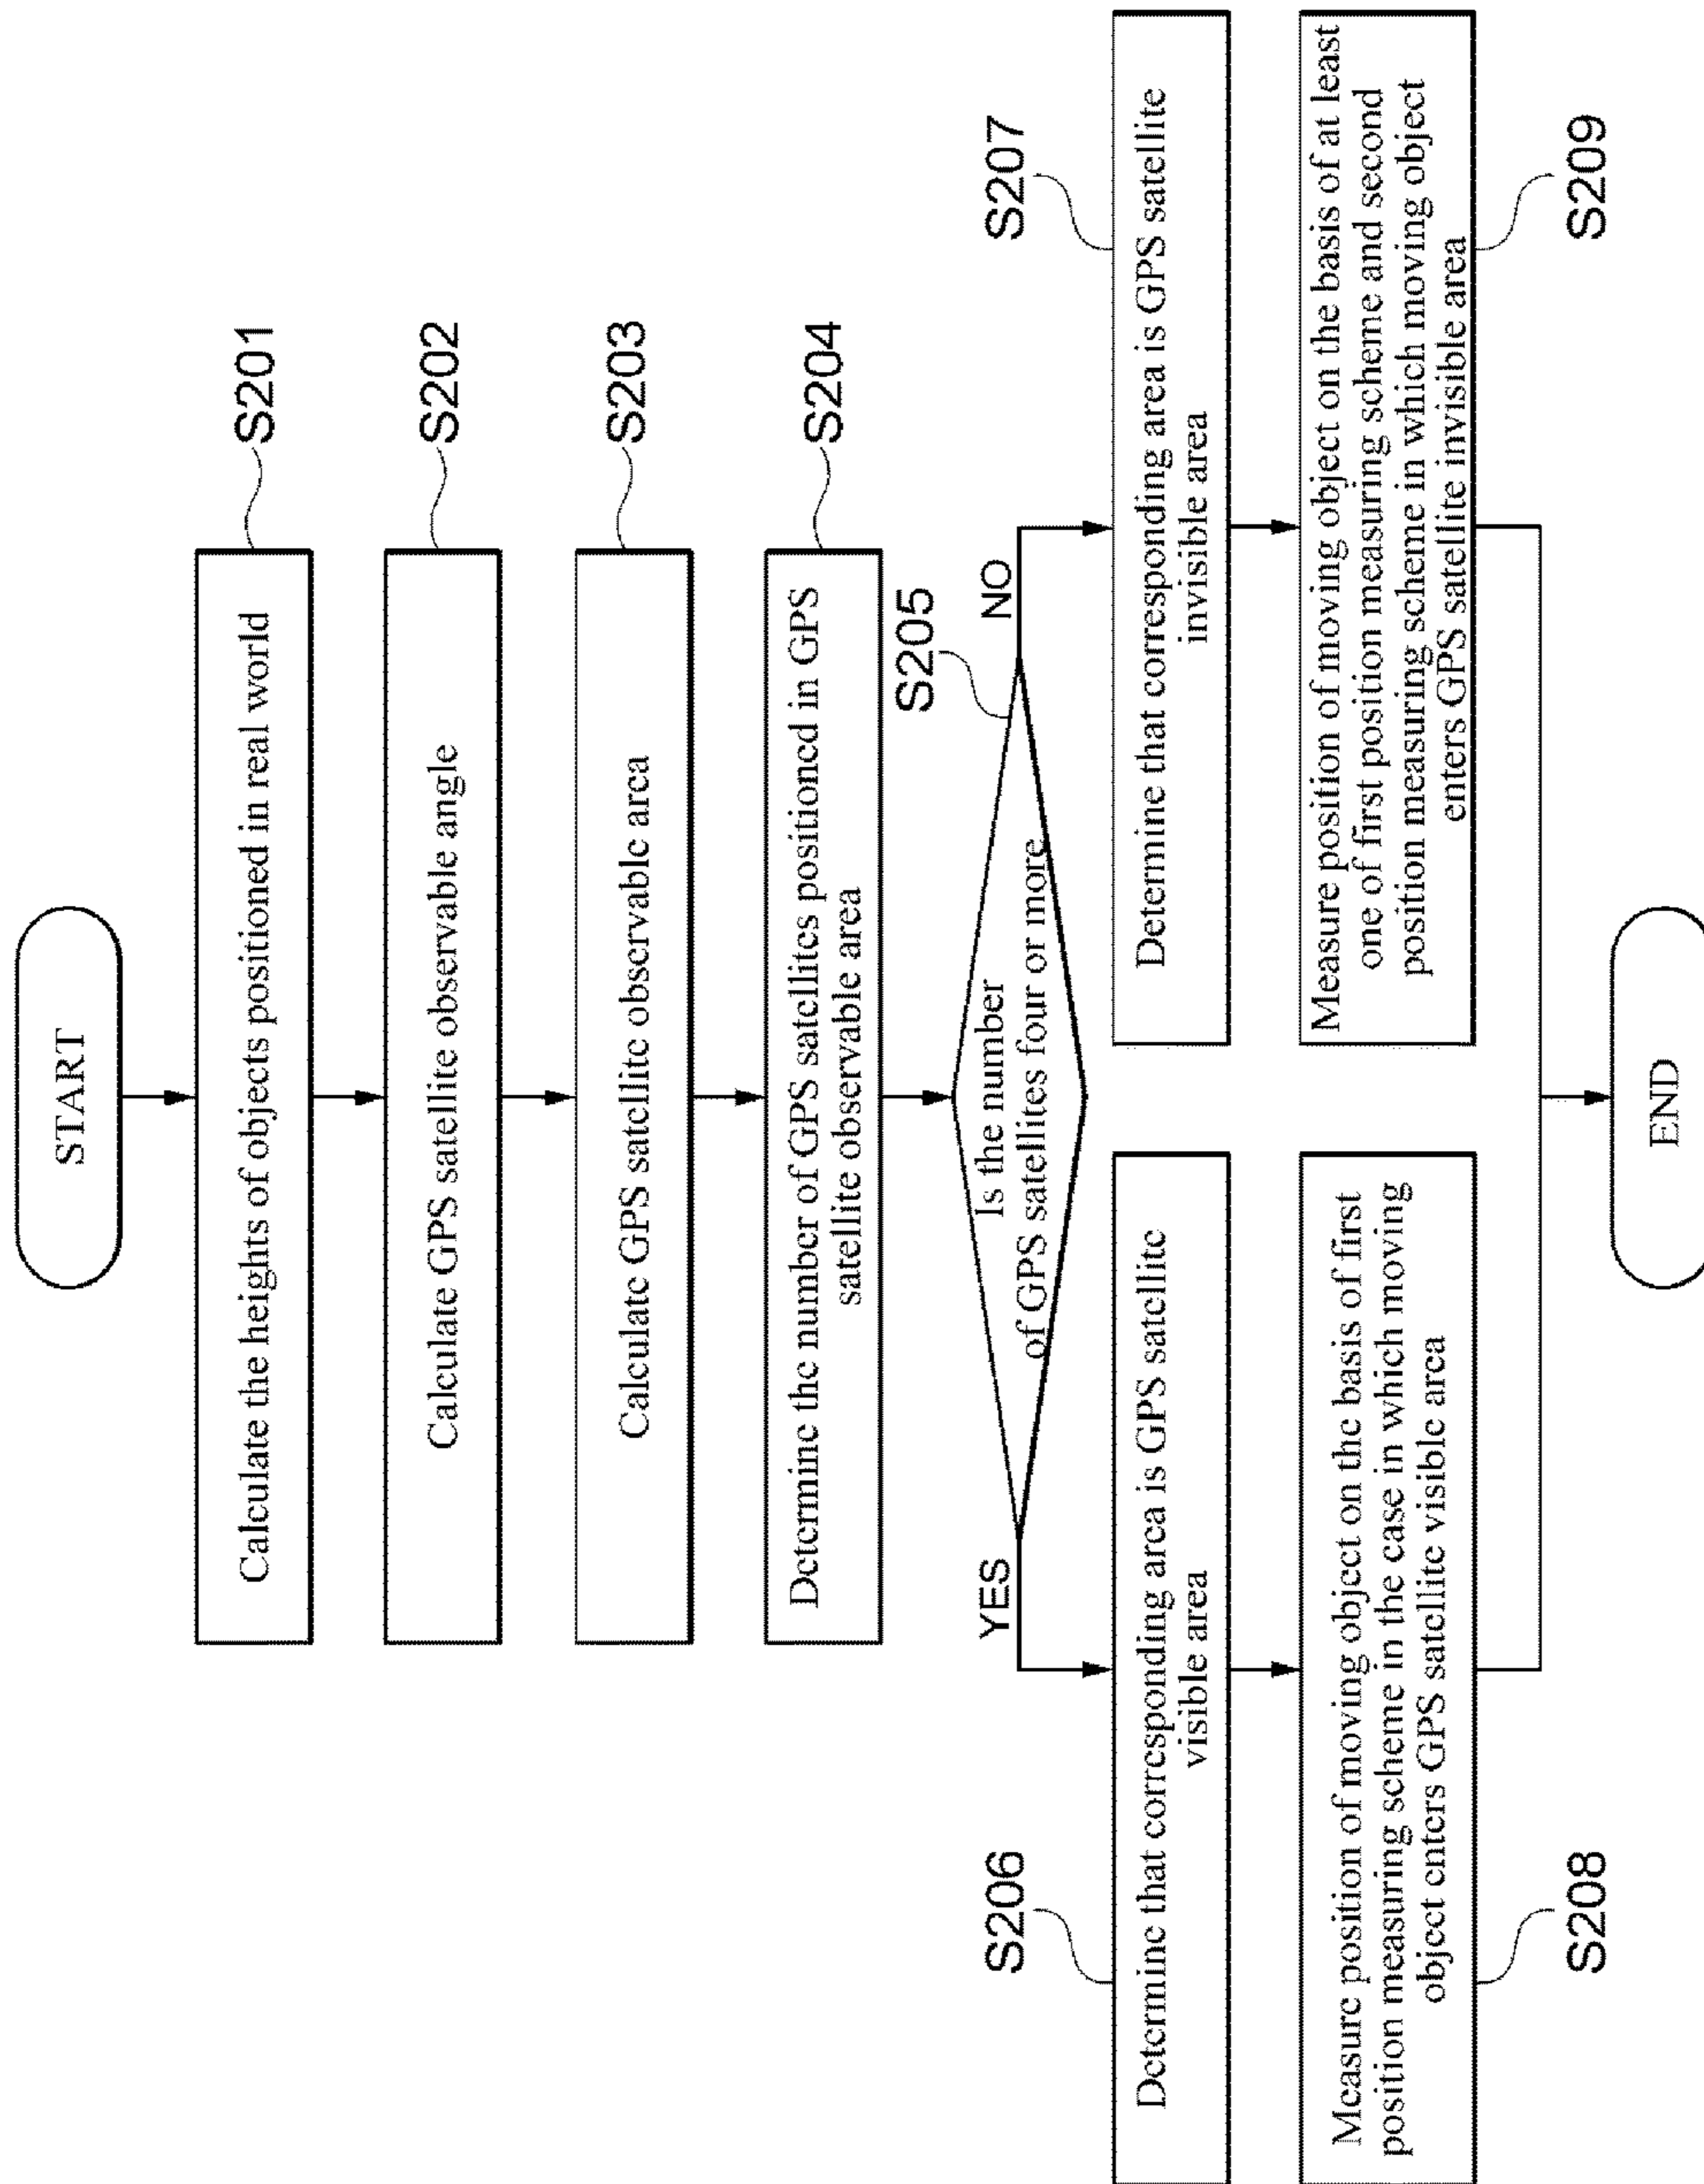 START
Calculate the heights of objects positioned in real world
S201
Calculate GPS satellite observable angle
S202
Calculate GPS satellite observable area
S203
Determine the number of GPS satellites positioned in GPS
satellite observable area
S204
Is the number
of GPS satellites four or more
S205
YES
NO
S206
Determine that corresponding area is GPS satellite
visible area
S207
Determine that corresponding area is GPS satellite
invisible area
Measure position of moving object on the basis of first
position measuring scheme in the case in which moving
object enters GPS satellite visible area
S208
Measure position of moving object on the basis of at least
one of first position measuring scheme and second
position measuring scheme in which moving object
enters GPS satellite invisible area
S209
END